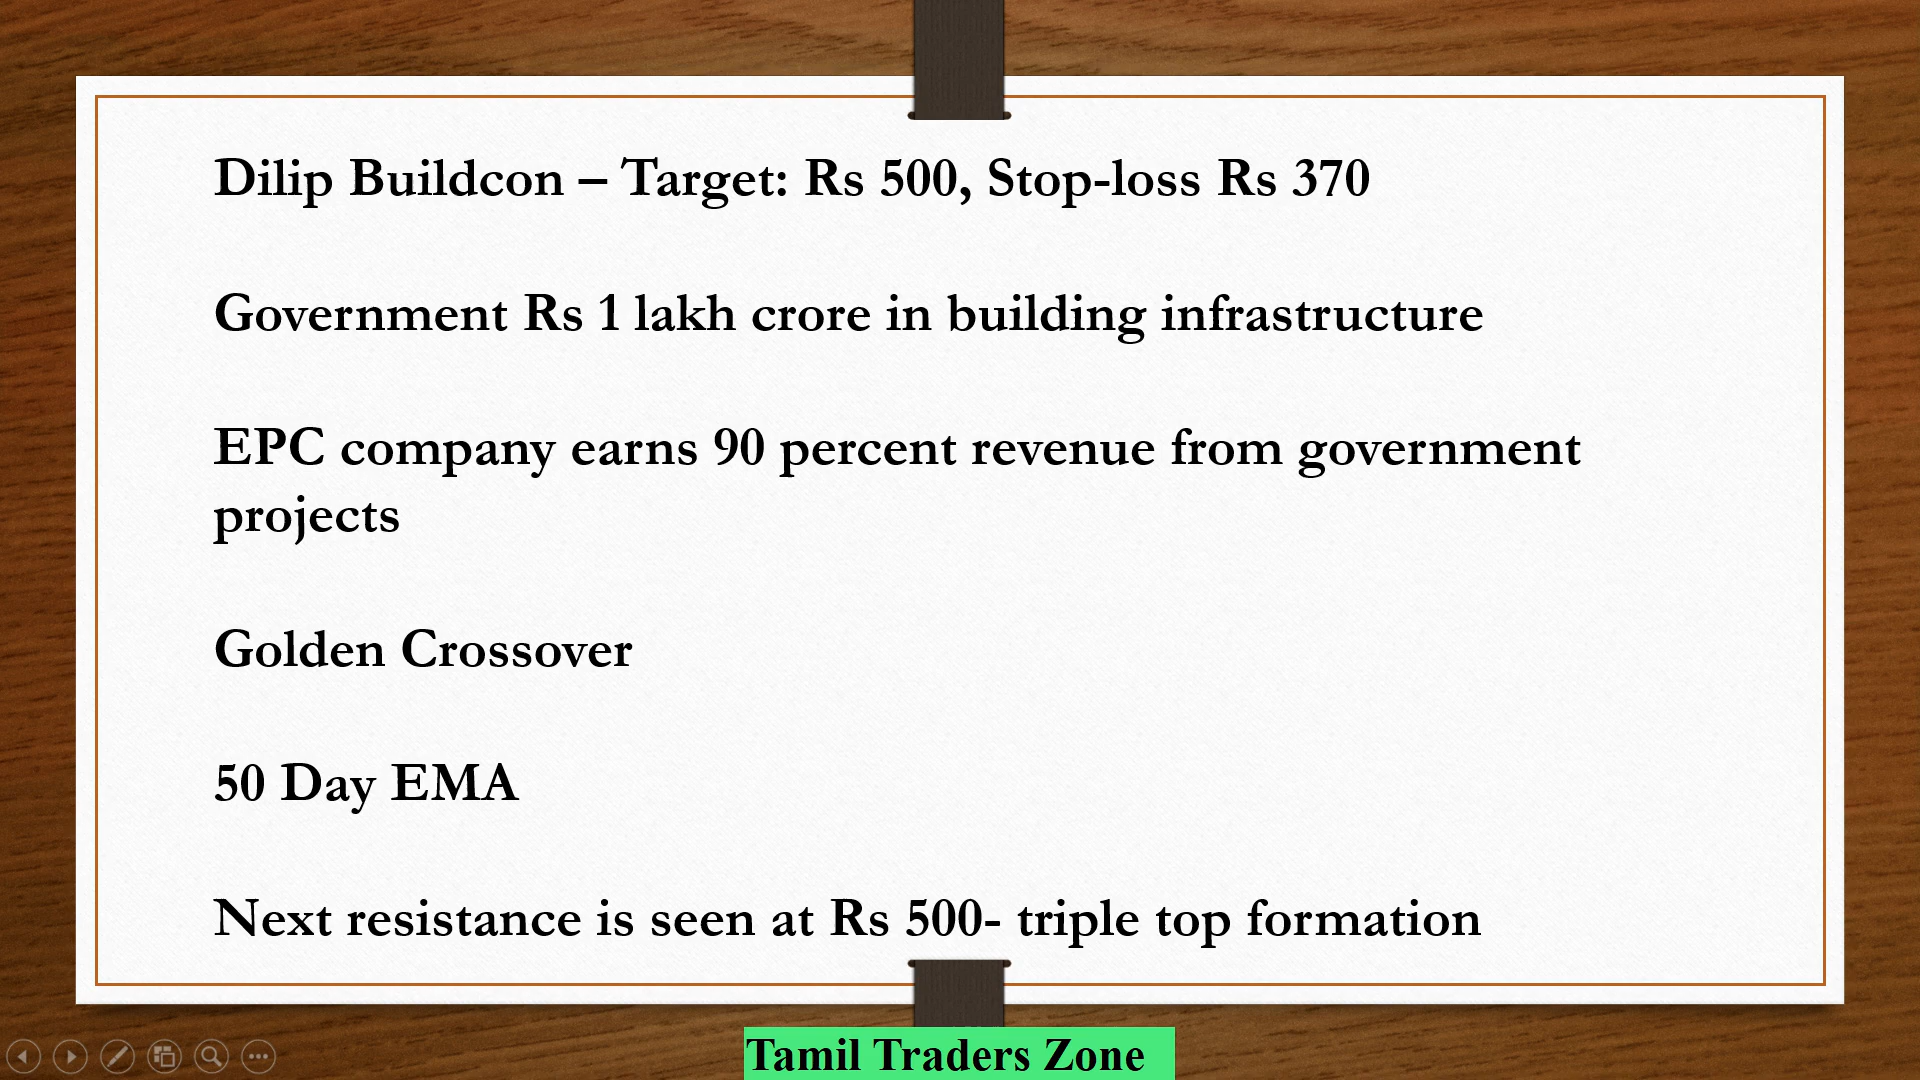 Dilip Buildcon – Target: Rs 500, Stop-loss Rs 370
Government Rs 1 lakh crore in building infrastructure
EPC company earns 90 percent revenue from government
projects
Golden Crossover
50 Day EMA
Next resistance is seen at Rs 500- triple top formation
Tamil Traders Zone